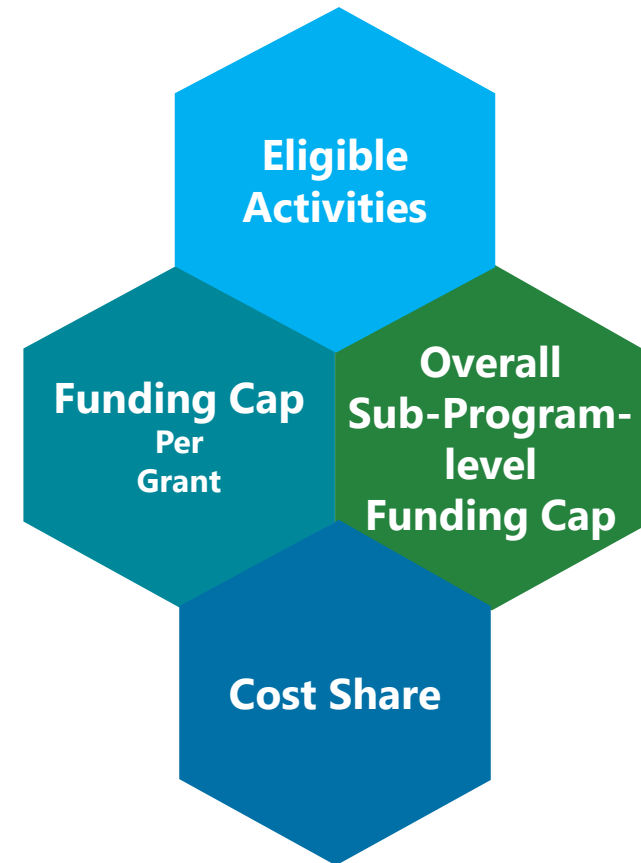 Eligible
Activities
Funding Cap
Per
Grant
Overall
Sub-Program-
level
Funding Cap
Cost Share